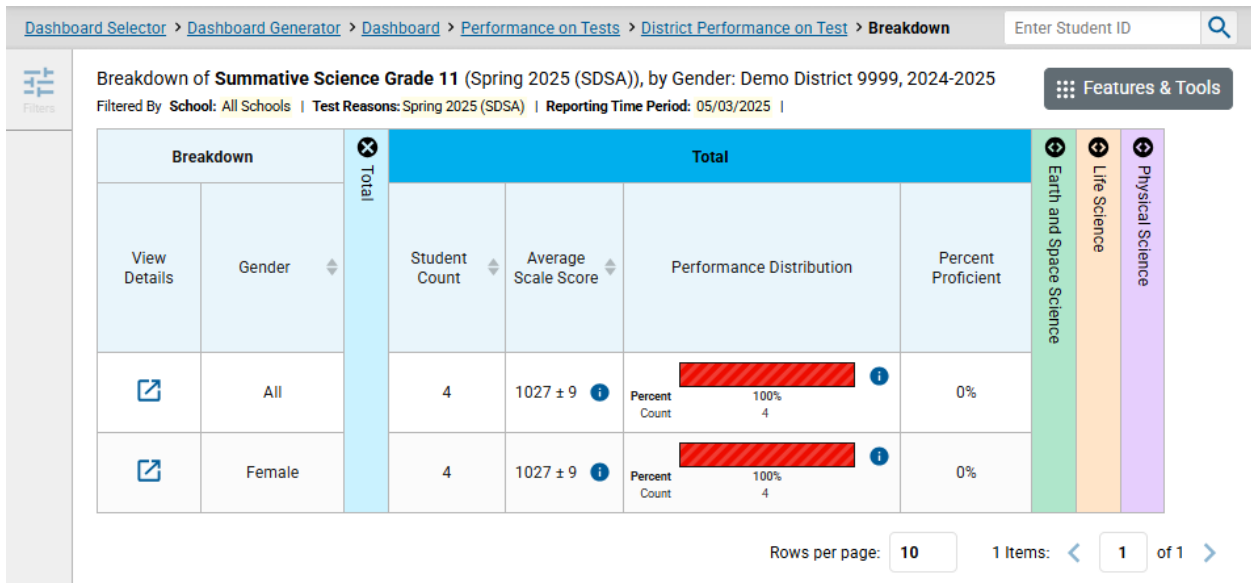 Dashboard Selector > Dashboard Generator > Dashboard > Performance on Tests > District Performance on Test > Breakdown
Enter Student ID
Filters
Breakdown of Summative Science Grade 11 (Spring 2025 (SDSA)), by Gender: Demo District 9999, 2024-2025
Filtered By School: All Schools | Test Reasons: Spring 2025 (SDSA) | Reporting Time Period: 05/03/2025 |
Features & Tools
Breakdown
Total
Total
Earth and Space Science
Life Science
Physical Science
View
Details
Gender
Student
Count
Average
Scale Score
Performance Distribution
Percent
Proficient
All
4
1027 ± 9
Percent 100%
Count 4
0%
Female
4
1027 ± 9
Percent 100%
Count 4
0%
Rows per page: 10 1 Items: 1 of 1